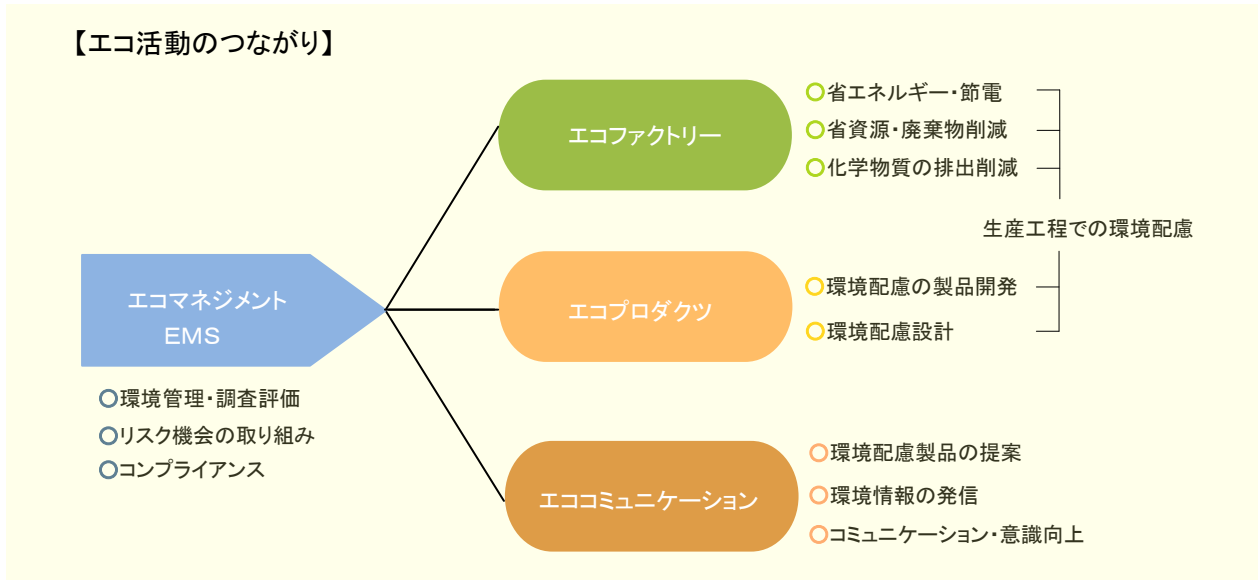 【エコ活動のつながり】
エコマネジメント
EMS
○環境管理・調査評価
○リスク機会の取り組み
○コンプライアンス
エコファクトリー
○省エネルギー・節電
○省資源・廃棄物削減
○化学物質の排出削減
生産工程での環境配慮
エコプロダクツ
○環境配慮の製品開発
○環境配慮設計
エココミュニケーション
○環境配慮製品の提案
○環境情報の発信
○コミュニケーション・意識向上